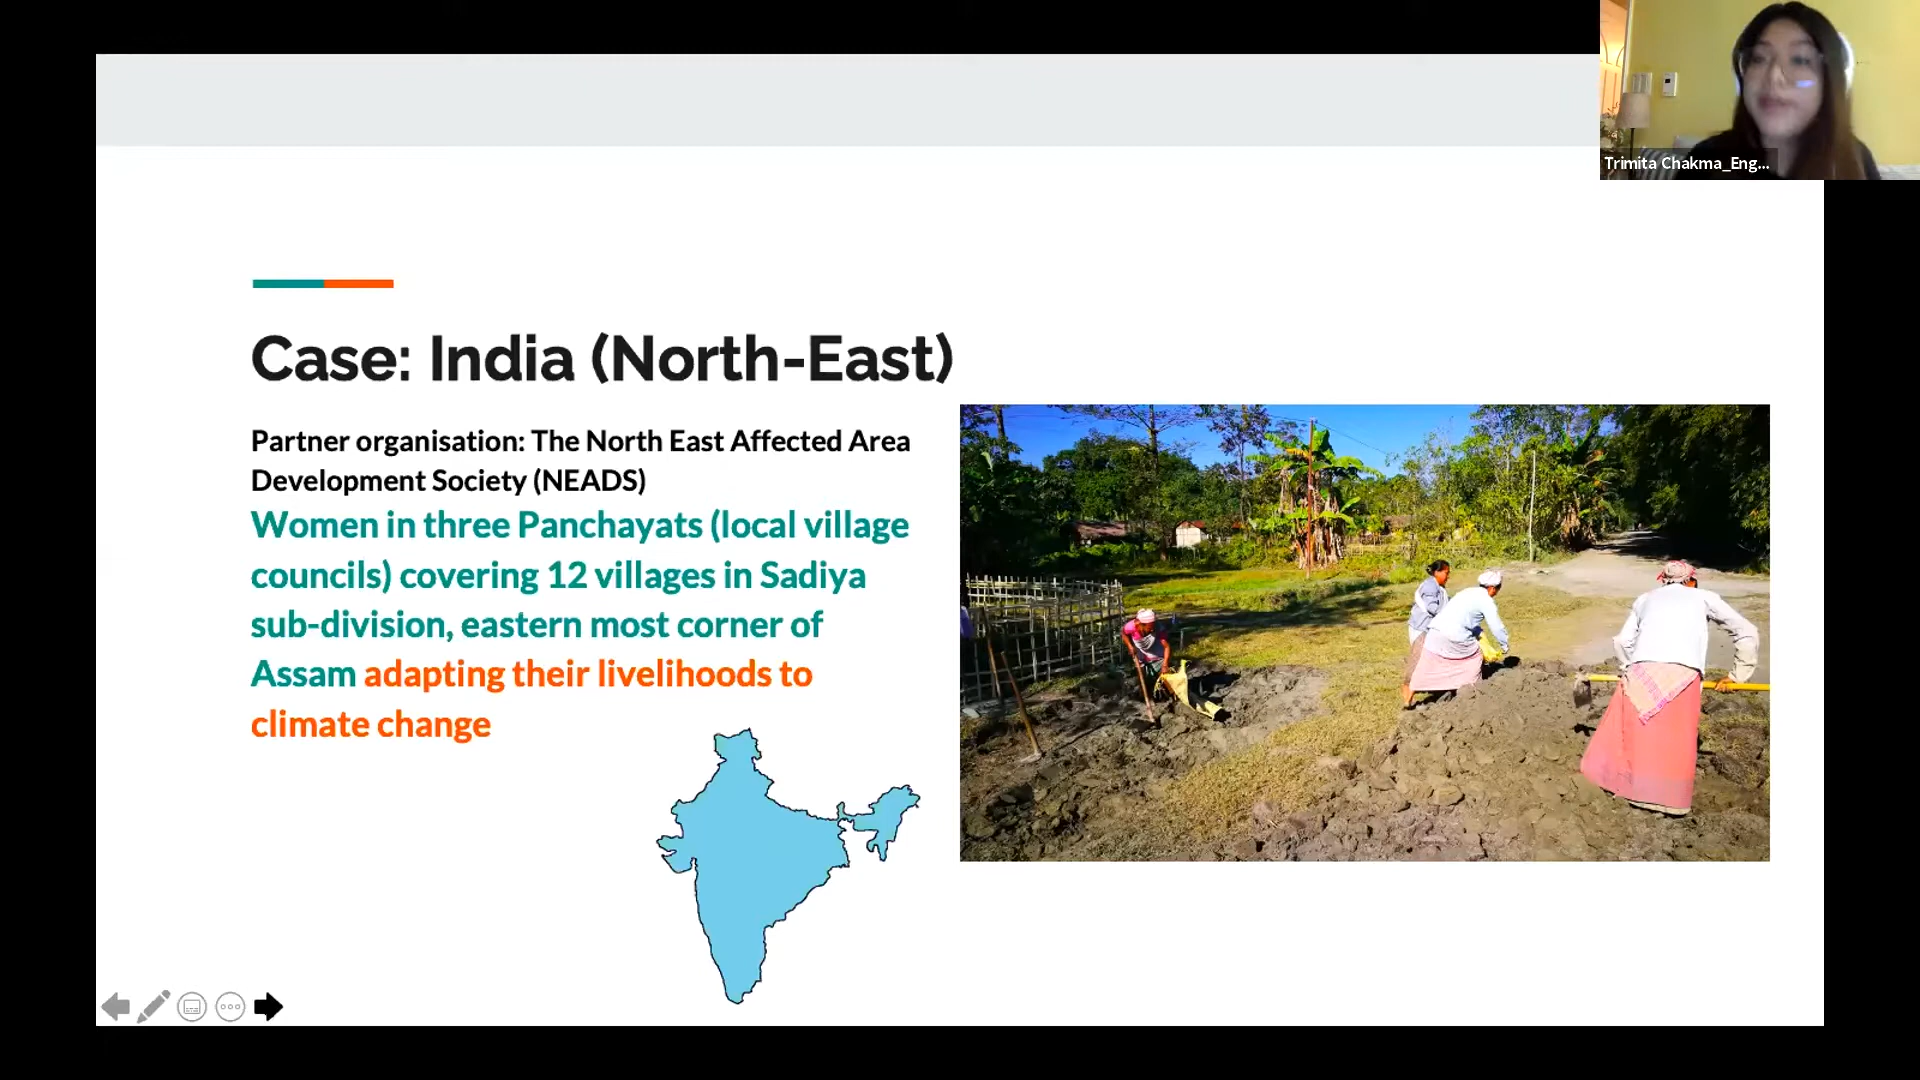 Trimita Chakma_Eng...
Case: India (North-East)
Partner organisation: The North East Affected Area
Development Society (NEADS)
Women in three Panchayats (local village
councils) covering 12 villages in Sadiya
sub-division, eastern most corner of
Assam adapting their livelihoods to
climate change